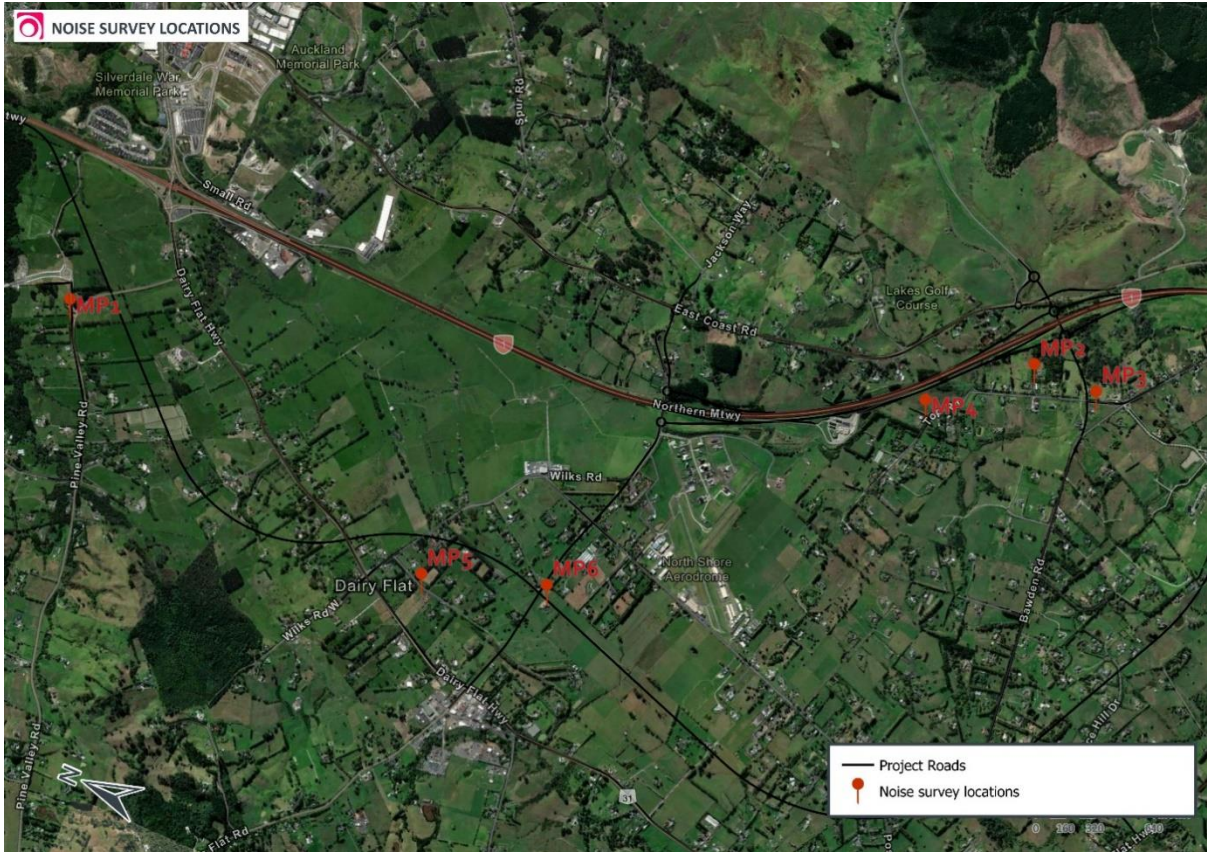 NOISE SURVEY LOCATIONS
Auckland
Memorial Park
Silverdale War
Memorial Park
Spur Rd
twy
Small Rd
Jackson Way
Dairy Flat Hwy
Lakes Golf
Course
East Coast Rd
1
MP1
MP2
MP3
MP4
Northern Mtwy
Pine Valley Rd
Wilks Rd
MP5
MP6
North Shore
Aerodrome
Dairy Flat
Wilks Rd W
Bawden Rd
Dairy Flat Hwy
Pine Valley Rd
31
Flat Rd
N
Project Roads
Noise survey locations
0